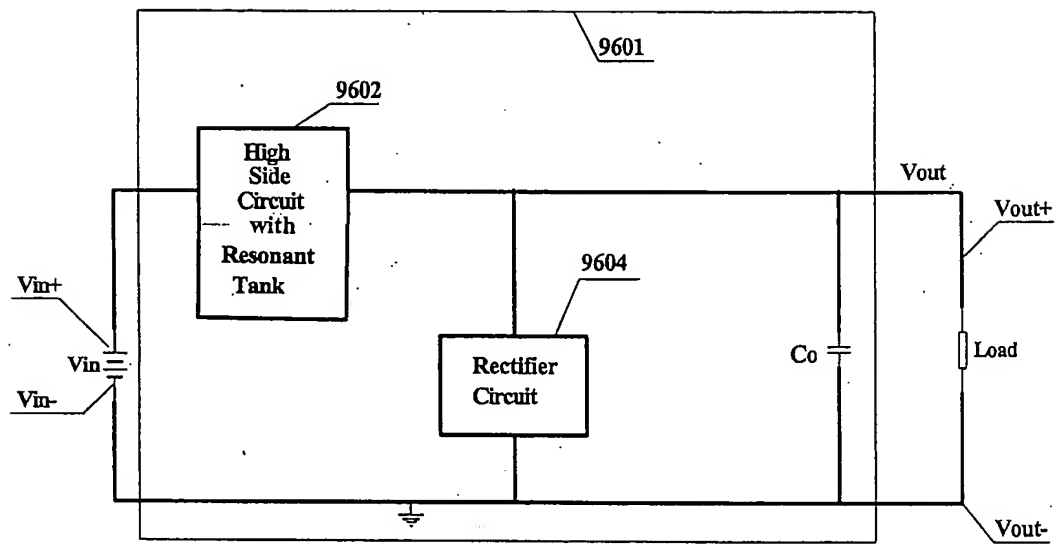 9601
9602
High
Side
Circuit
with
Resonant
Tank
Vout
Vout+
9604
Vin+
Vin
Vin-
Rectifier
Circuit
Co
Load
Vout-